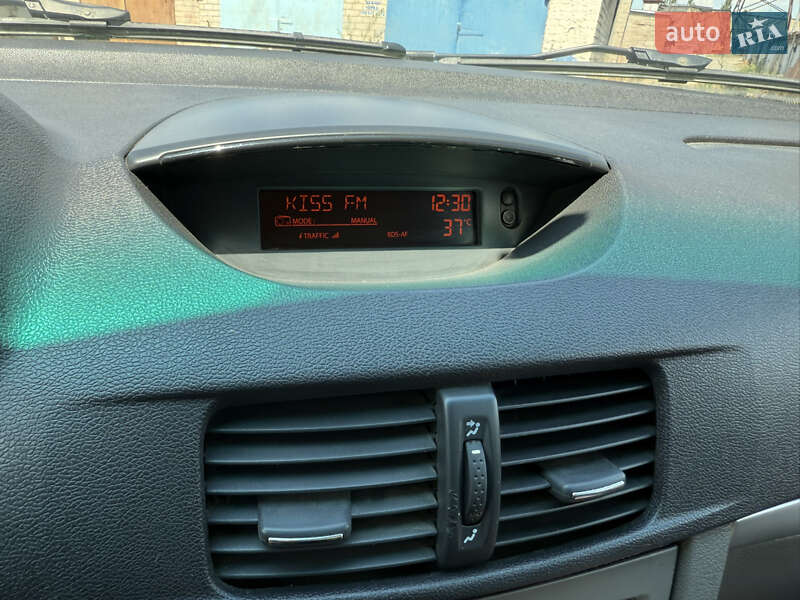 auto RIA
KISS FM 12:30
MODE: MANUAL
TRAFFIC RDS-AF 37°C